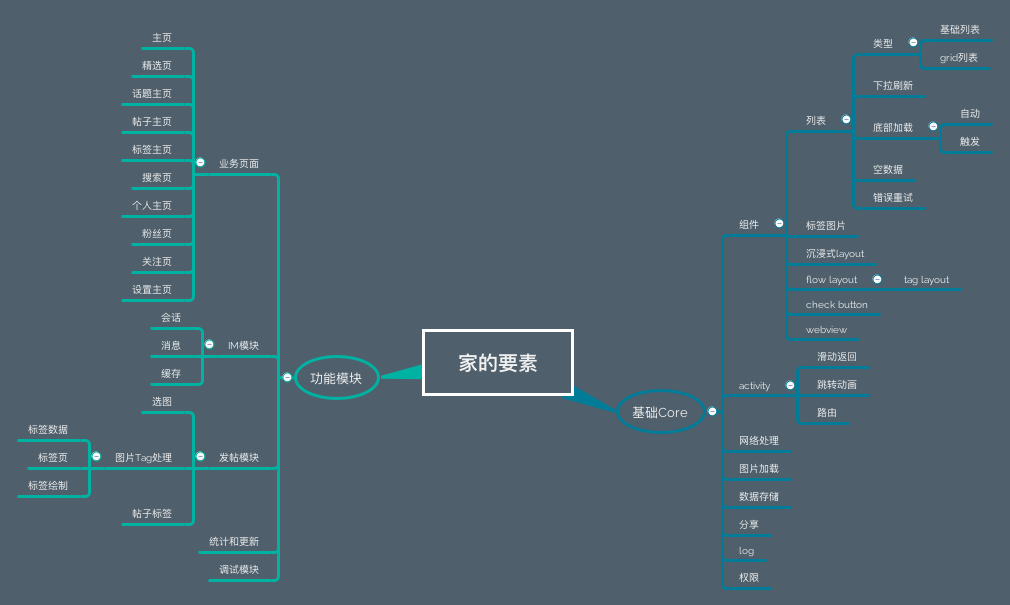 家的要素
功能模块
业务页面
主页
精选页
话题主页
帖子主页
标签主页
搜索页
个人主页
粉丝页
关注页
设置主页
IM模块
会话
消息
缓存
发帖模块
选图
图片Tag处理
标签数据
标签页
标签绘制
帖子标签
统计和更新
调试模块
基础Core
组件
列表
类型
基础列表
grid列表
下拉刷新
底部加载
自动
触发
空数据
错误重试
标签图片
沉浸式layout
flow layout
tag layout
check button
webview
activity
滑动返回
跳转动画
路由
网络处理
图片加载
数据存储
分享
log
权限